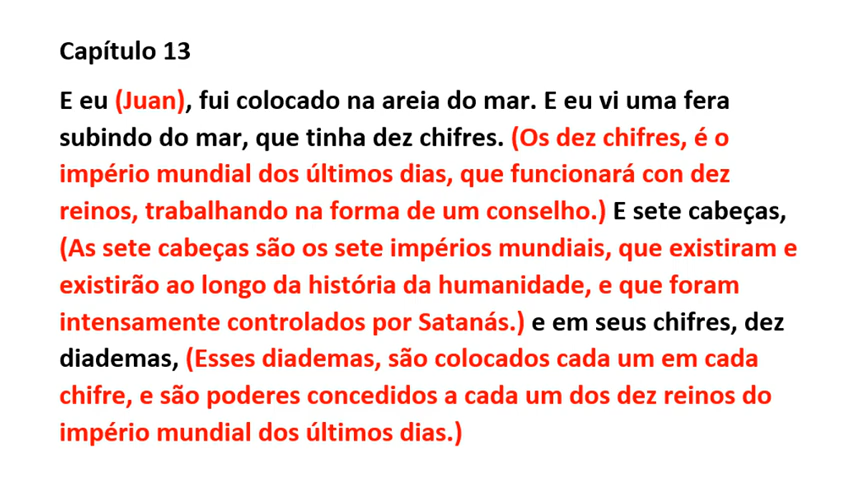 Capítulo 13
E eu (Juan), fui colocado na areia do mar. E eu vi uma fera
subindo do mar, que tinha dez chifres. (Os dez chifres, é o
império mundial dos últimos dias, que funcionará con dez
reinos, trabalhando na forma de um conselho.) E sete cabeças,
(As sete cabeças são os sete impérios mundiais, que existiram e
existirão ao longo da história da humanidade, e que foram
intensamente controlados por Satanás.) e em seus chifres, dez
diademas, (Esses diademas, são colocados cada um em cada
chifre, e são poderes concedidos a cada um dos dez reinos do
império mundial dos últimos dias.)